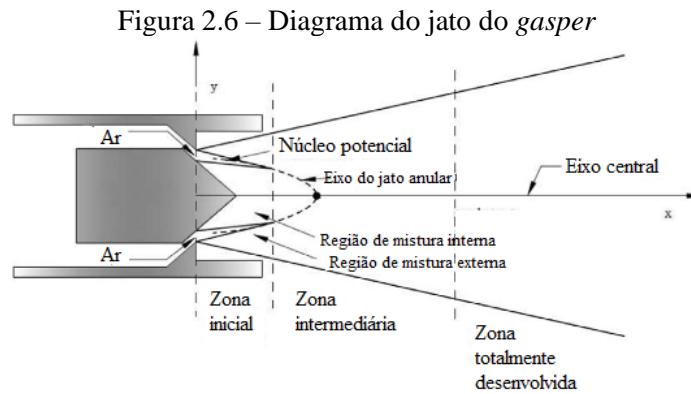 Figura 2.6 – Diagrama do jato do gasper
y
Ar
Núcleo potencial
Eixo do jato anular
Eixo central
x
Região de mistura interna
Região de mistura externa
Ar
Zona
inicial
Zona
intermediária
Zona
totalmente
desenvolvida